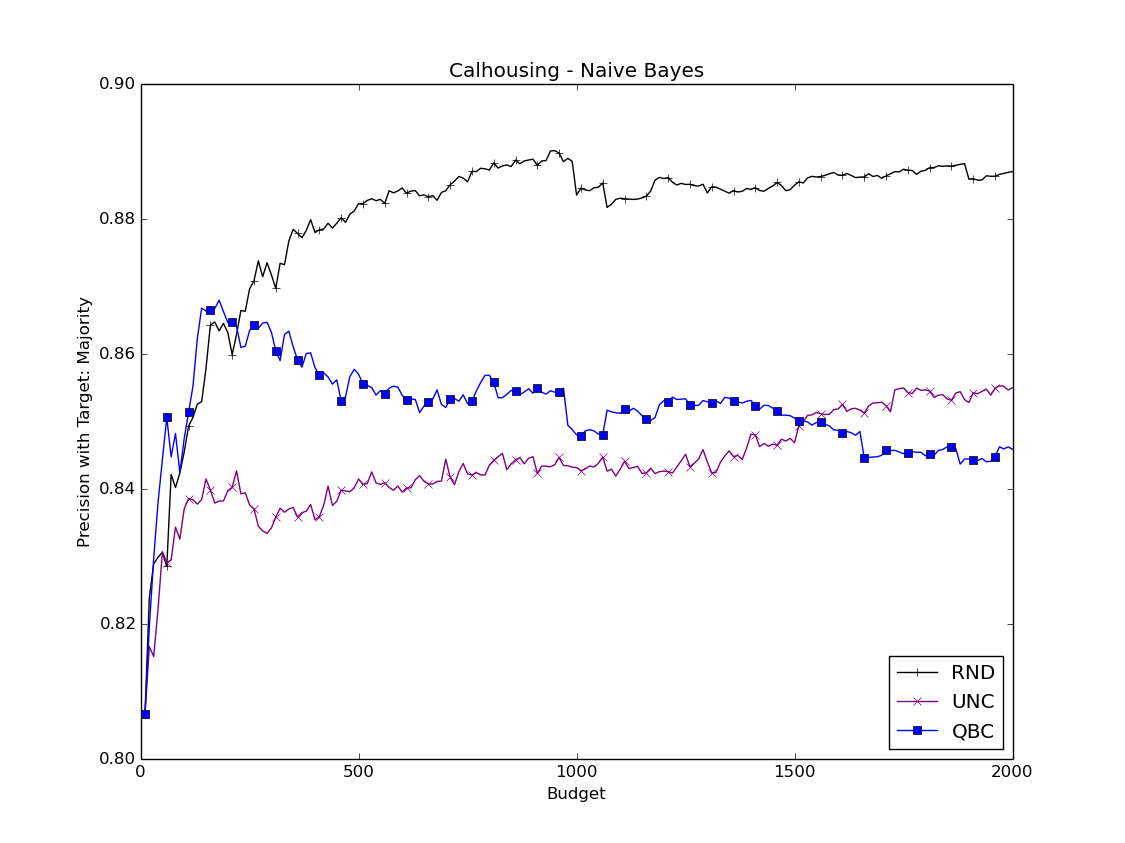 Calhousing - Naive Bayes
Precision with Target: Majority
0.90
0.88
0.86
0.84
0.82
0.80
0
500
1000
1500
2000
Budget
RND
UNC
QBC